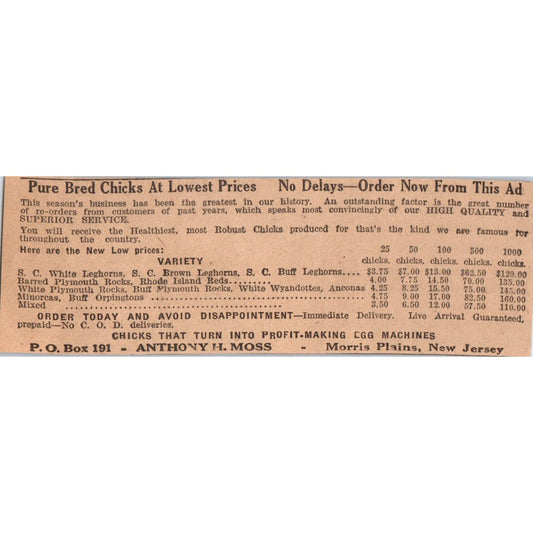 Pure Bred Chicks At Lowest Prices No Delays—Order Now From This Ad
This season's business has been the greatest in our history. An outstanding factor is the great number
of re-orders from customers of past years, which speaks most convincingly of our HIGH QUALITY and
SUPERIOR SERVICE.
You will receive the Healthiest, most Robust Chicks produced for that's the kind we are famous for
throughout the country.
Here are the New Low prices: 25 50 100 500 1000
VARIETY chicks. chicks. chicks. chicks. chicks.
S. C. White Leghorns, S. C. Brown Leghorns, S. C. Buff Leghorns.... $3.75 $7.00 $13.00 $62.50 $120.00
Barred Plymouth Rocks, Rhode Island Reds........................ 4.00 7.75 14.50 70.00 135.00
White Plymouth Rocks, Buff Plymouth Rocks, White Wyandottes, Anconas 4.25 8.25 15.50 75.00 145.00
Minorcas, Buff Orpingtons........................ 4.75 9.00 17.00 82.50 160.00
Mixed ........................ 3.50 6.50 12.00 57.50 110.00
ORDER TODAY AND AVOID DISAPPOINTMENT—Immediate Delivery. Live Arrival Guaranteed,
prepaid—No C. O. D. deliveries.
CHICKS THAT TURN INTO PROFIT-MAKING EGG MACHINES
P. O. Box 191 - ANTHONY H. MOSS - Morris Plains, New Jersey